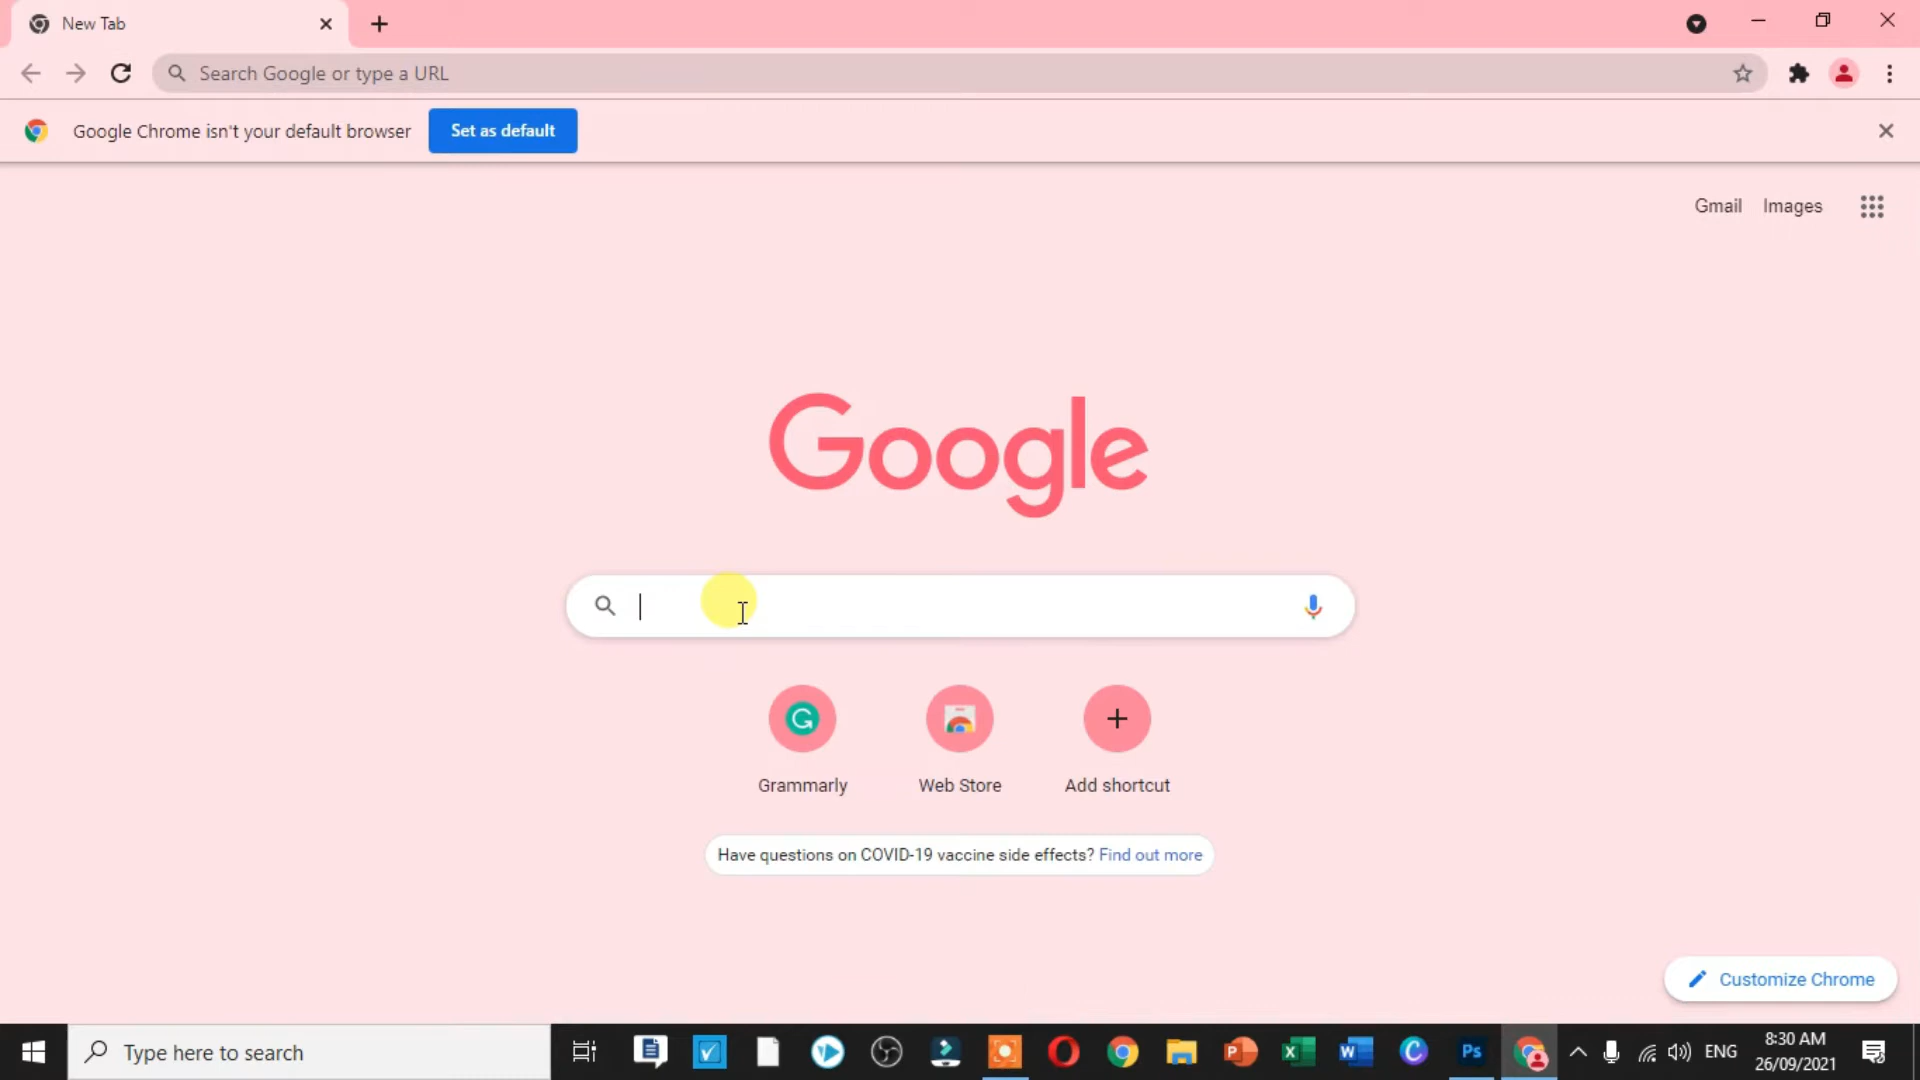 New Tab
Search Google or type a URL
Google Chrome isn't your default browser
Set as default
Gmail
Images
Google
Grammarly
Web Store
Add shortcut
Have questions on COVID-19 vaccine side effects? Find out more
Customize Chrome
Type here to search
Ps
ENG
8:30 AM
26/09/2021